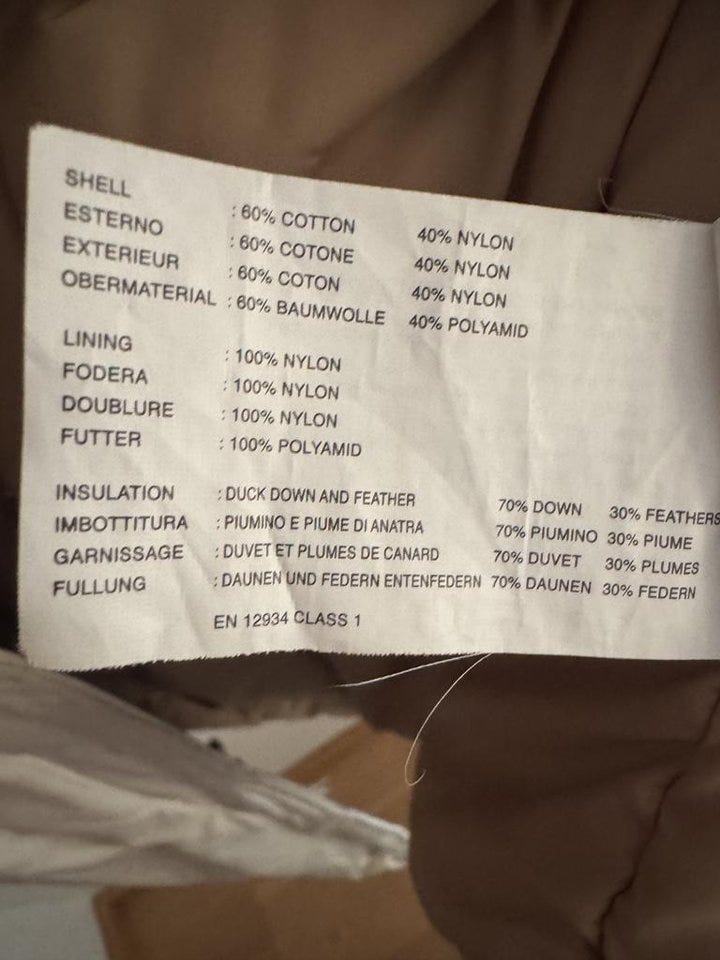 SHELL : 60% COTTON 40% NYLON
ESTERNO : 60% COTONE 40% NYLON
EXTERIEUR : 60% COTON 40% NYLON
OBERMATERIAL : 60% BAUMWOLLE 40% POLYAMID
LINING : 100% NYLON
FODERA : 100% NYLON
DOUBLURE : 100% NYLON
FUTTER : 100% POLYAMID
INSULATION : DUCK DOWN AND FEATHER 70% DOWN 30% FEATHERS
IMBOTTITURA : PIUMINO E PIUME DI ANATRA 70% PIUMINO 30% PIUME
GARNISSAGE : DUVET ET PLUMES DE CANARD 70% DUVET 30% PLUMES
FULLUNG : DAUNEN UND FEDERN ENTENFEDERN 70% DAUNEN 30% FEDERN
EN 12934 CLASS 1